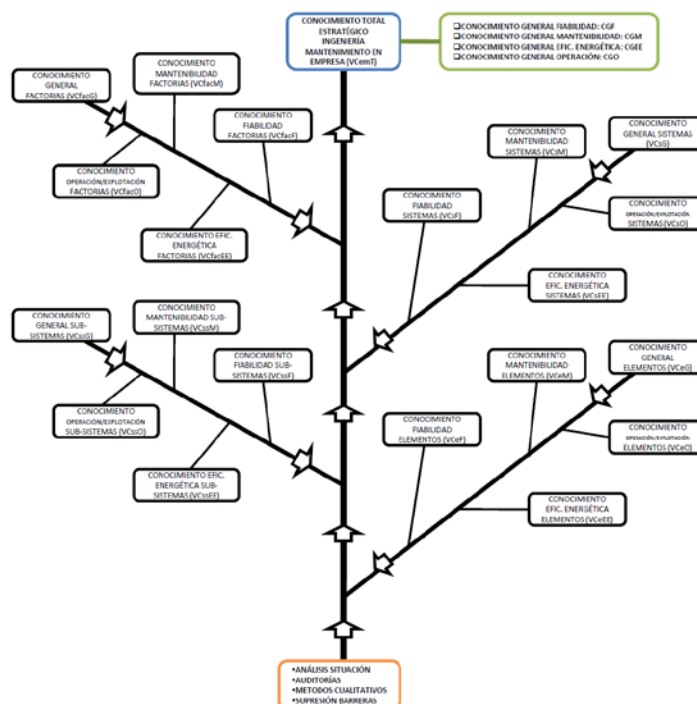 CONOCIMIENTO TOTAL
ESTRATÉGICO
INGENIERÍA
MANTENIMIENTO EN
EMPRESA (VCemT)
❑CONOCIMIENTO GENERAL FIABILIDAD: CGF
❑CONOCIMIENTO GENERAL MANTENIBILIDAD: CGM
❑CONOCIMIENTO GENERAL EFIC. ENERGÉTICA: CGEE
❑CONOCIMIENTO GENERAL OPERACIÓN: CGO
CONOCIMIENTO
GENERAL
FACTORIAS (VCfacG)
CONOCIMIENTO
MANTENIBILIDAD
FACTORIAS (VCfacM)
CONOCIMIENTO
FIABILIDAD
FACTORIAS (VCfacF)
CONOCIMIENTO
OPERACIÓN/EXPLOTACIÓN
FACTORIAS (VCfacO)
CONOCIMIENTO EFIC.
ENERGÉTICA
FACTORIAS (VCfacEE)
CONOCIMIENTO
MANTENIBILIDAD
SISTEMAS (VCsM)
CONOCIMIENTO
GENERAL SISTEMAS
(VCsG)
CONOCIMIENTO
FIABILIDAD
SISTEMAS (VCsF)
CONOCIMIENTO
OPERACIÓN/EXPLOTACIÓN
SISTEMAS (VCsO)
CONOCIMIENTO
EFIC. ENERGÉTICA
SISTEMAS (VCsEE)
CONOCIMIENTO
GENERAL SUB-
SISTEMAS (VCssG)
CONOCIMIENTO
MANTENIBILIDAD SUB-
SISTEMAS (VCssM)
CONOCIMIENTO
FIABILIDAD SUB-
SISTEMAS (VCssF)
CONOCIMIENTO
OPERACIÓN/EXPLOTACIÓN
SUB-SISTEMAS (VCssO)
CONOCIMIENTO EFIC.
ENERGÉTICA SUB-
SISTEMAS (VCssEE)
CONOCIMIENTO
MANTENIBILIDAD
ELEMENTOS (VCeM)
CONOCIMIENTO
GENERAL
ELEMENTOS (VCeG)
CONOCIMIENTO
FIABILIDAD
ELEMENTOS (VCeF)
CONOCIMIENTO
OPERACIÓN/EXPLOTACIÓN
ELEMENTOS (VCeO)
CONOCIMIENTO
EFIC. ENERGÉTICA
ELEMENTOS (VCeEE)
•ANÁLISIS SITUACIÓN
•AUDITORÍAS
•METODOS CUALITATIVOS
•SUPRESIÓN BARRERAS